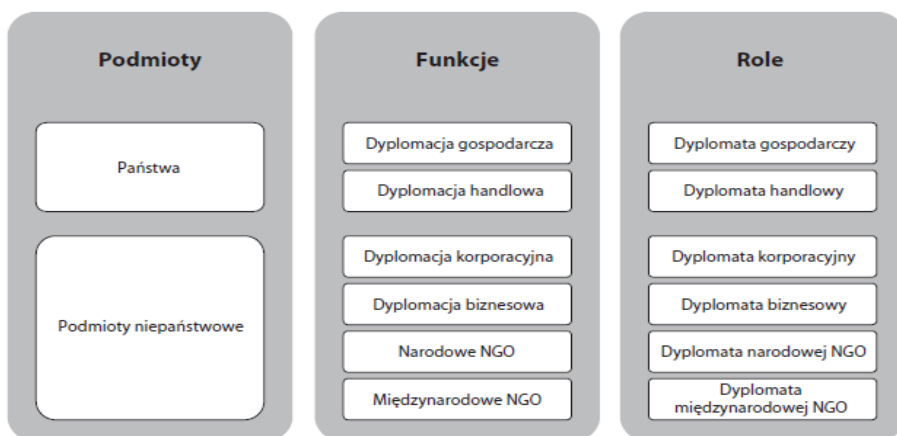 Podmioty
Państwa
Podmioty niepaństwowe
Funkcje
Dyplomacja gospodarcza
Dyplomacja handlowa
Dyplomacja korporacyjna
Dyplomacja biznesowa
Narodowe NGO
Międzynarodowe NGO
Role
Dyplomata gospodarczy
Dyplomata handlowy
Dyplomata korporacyjny
Dyplomata biznesowy
Dyplomata narodowej NGO
Dyplomata
międzynarodowej NGO